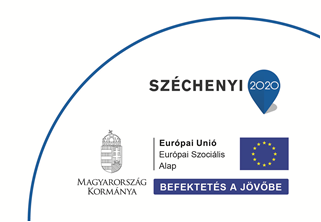 SZÉCHENYI 2020
Európai Unió
Európai Szociális
Alap
MAGYARORSZÁG
KORMÁNYA
BEFEKTETÉS A JÖVŐBE